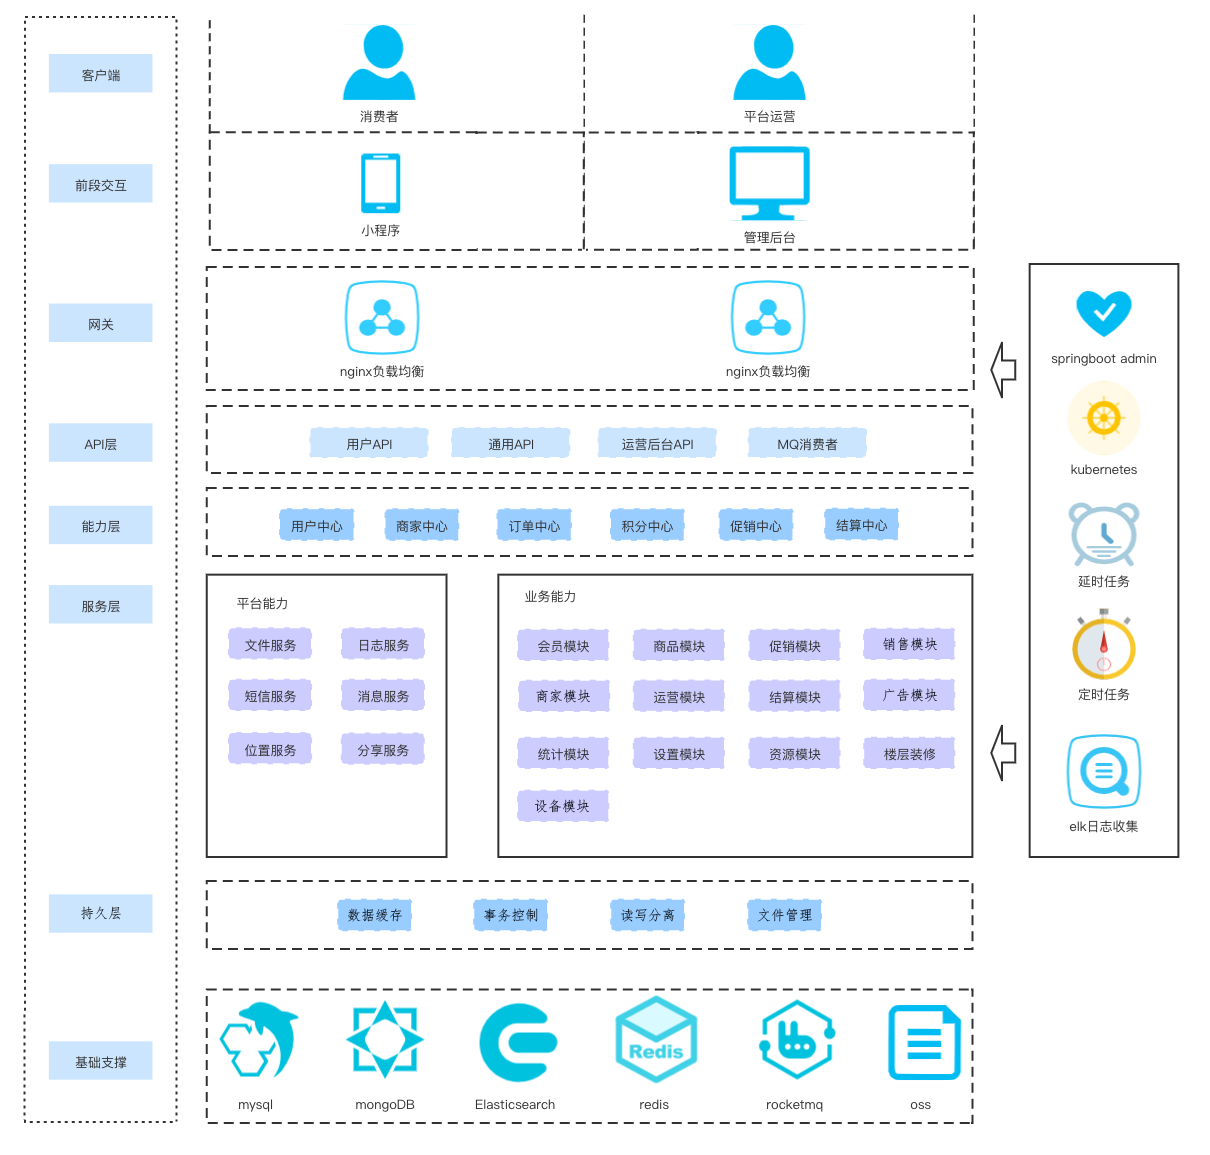 客户端
消费者
平台运营
前段交互
小程序
管理后台
网关
nginx负载均衡
nginx负载均衡
API层
用户API
通用API
运营后台API
MQ消费者
能力层
用户中心
商家中心
订单中心
积分中心
促销中心
结算中心
服务层
平台能力
文件服务
日志服务
短信服务
消息服务
位置服务
分享服务
业务能力
会员模块
商品模块
促销模块
销售模块
商家模块
运营模块
结算模块
广告模块
统计模块
设置模块
资源模块
楼层装修
设备模块
持久层
数据缓存
事务控制
读写分离
文件管理
基础支撑
mysql
mongoDB
Elasticsearch
Redis
redis
rocketmq
oss
springboot admin
kubernetes
延时任务
定时任务
elk日志收集